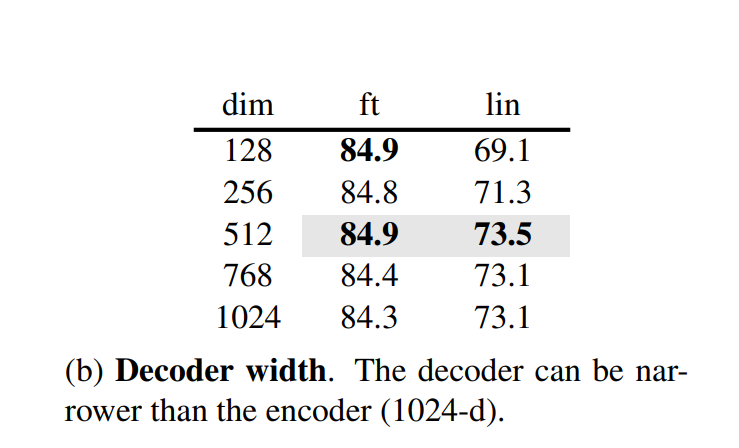 dim ft lin
128 84.9 69.1
256 84.8 71.3
512 84.9 73.5
768 84.4 73.1
1024 84.3 73.1
(b) Decoder width. The decoder can be nar-
rower than the encoder (1024-d).